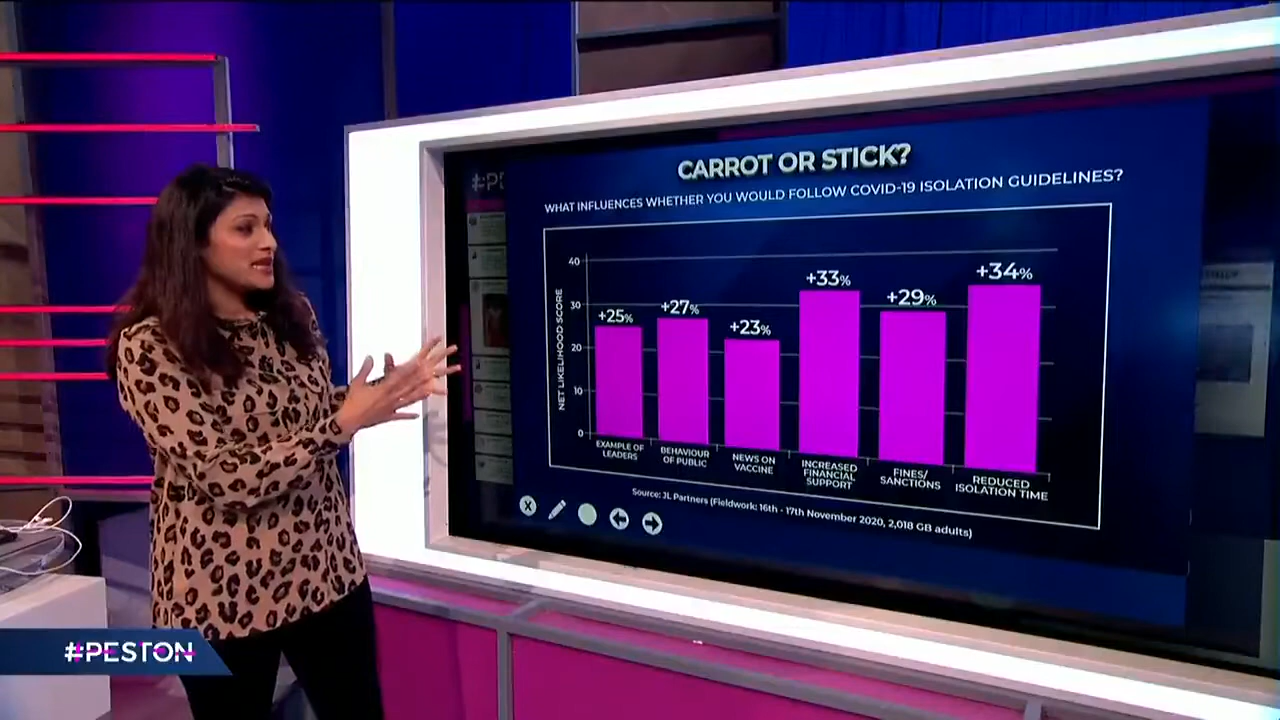 #PE
CARROT OR STICK?
WHAT INFLUENCES WHETHER YOU WOULD FOLLOW COVID-19 ISOLATION GUIDELINES?
NET LIKELIHOOD SCORE
40
30
20
10
0
+25%
+27%
+23%
+33%
+29%
+34%
EXAMPLE OF
LEADERS
BEHAVIOUR
OF PUBLIC
NEWS ON
VACCINE
INCREASED
FINANCIAL
SUPPORT
FINES/
SANCTIONS
REDUCED
ISOLATION TIME
Source: JL Partners (Fieldwork: 16th - 17th November 2020, 2,018 GB adults)
X
#PESTON